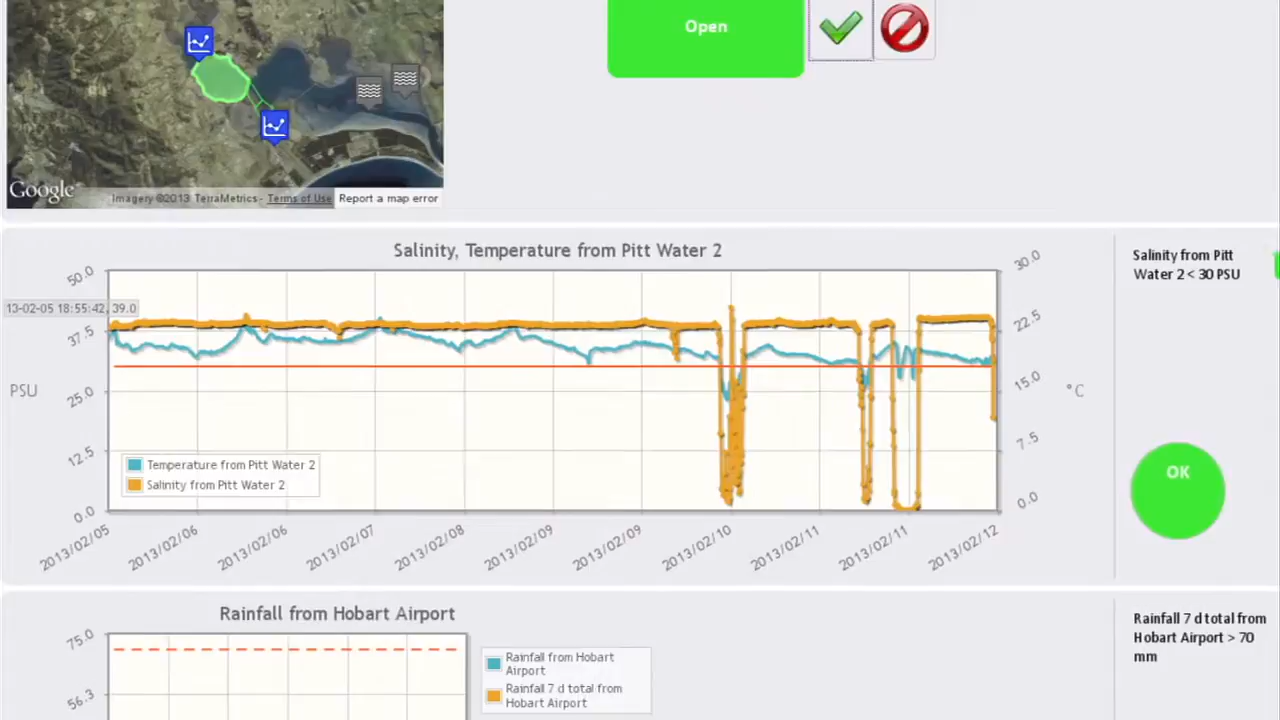 Open
Google
Imagery ©2013 TerraMetrics - Terms of Use
Report a map error
Salinity, Temperature from Pitt Water 2
50.0
37.5
25.0
12.5
0.0
PSU
13-02-05 18:55:42, 39.0
30.0
22.5
15.0
7.5
0.0
°C
Temperature from Pitt Water 2
Salinity from Pitt Water 2
2013/02/05
2013/02/06
2013/02/06
2013/02/07
2013/02/08
2013/02/09
2013/02/09
2013/02/10
2013/02/11
2013/02/11
2013/02/12
Salinity from Pitt
Water 2 < 30 PSU
OK
Rainfall from Hobart Airport
75.0
56.3
Rainfall from Hobart
Airport
Rainfall 7 d total from
Hobart Airport
Rainfall 7 d total from
Hobart Airport > 70
mm